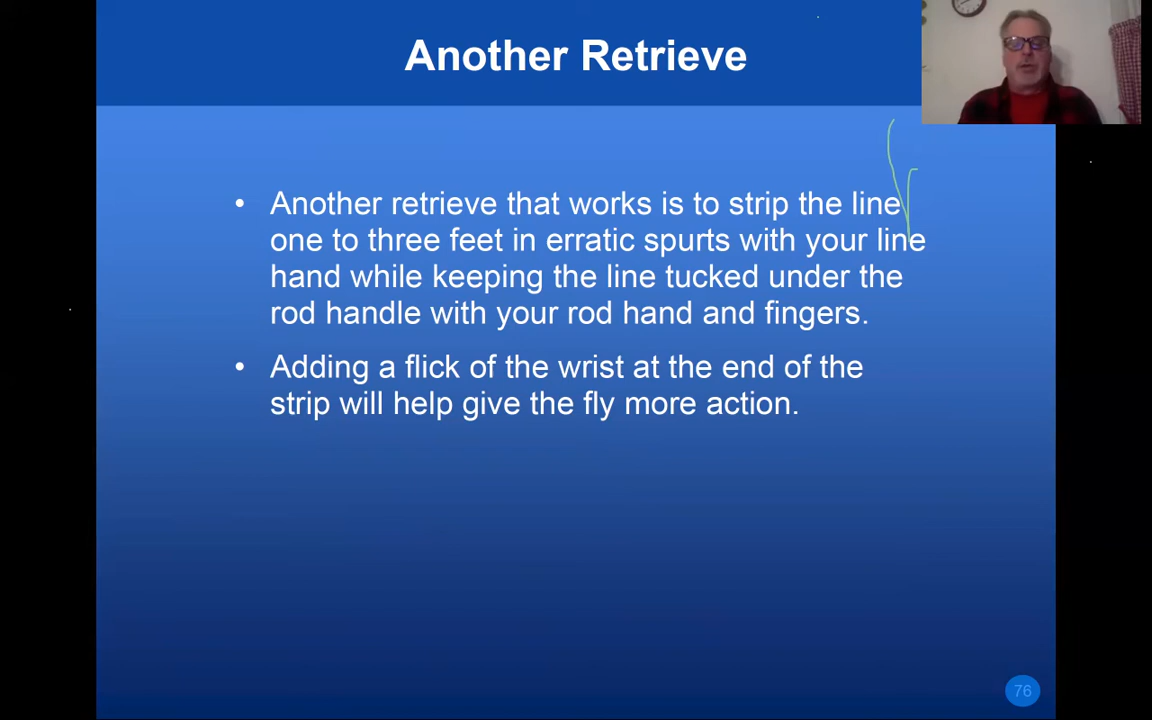 Another Retrieve
• Another retrieve that works is to strip the line
one to three feet in erratic spurts with your line
hand while keeping the line tucked under the
rod handle with your rod hand and fingers.
• Adding a flick of the wrist at the end of the
strip will help give the fly more action.
76